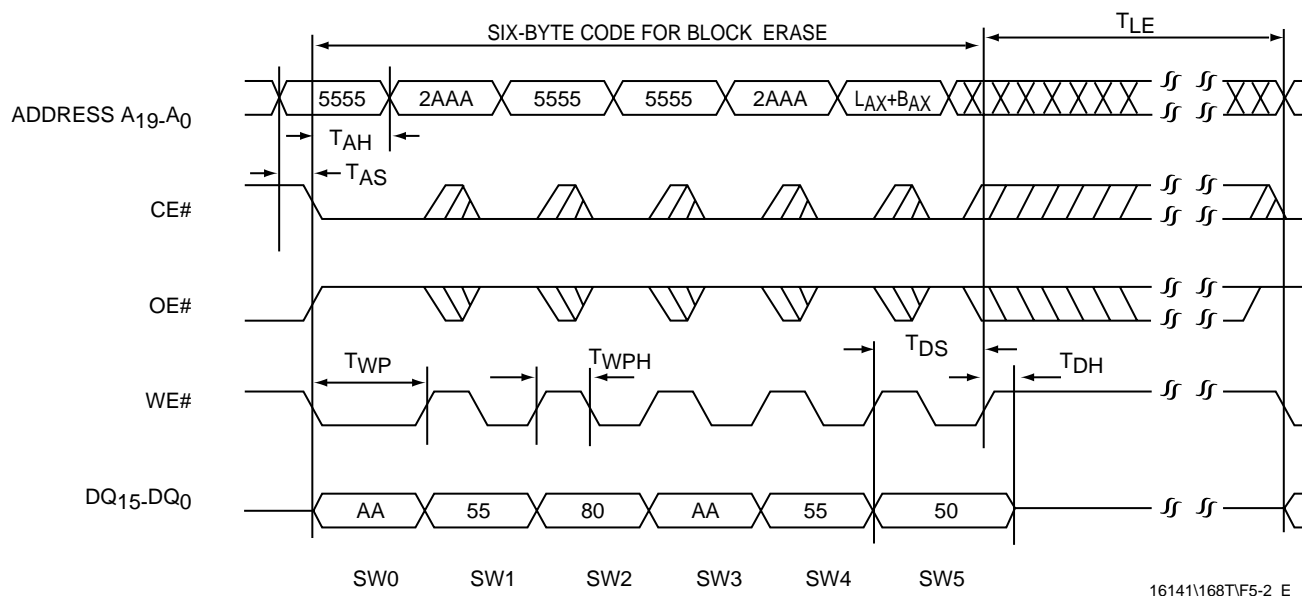 SIX-BYTE CODE FOR BLOCK ERASE
TLE
ADDRESS A19-A0
5555
2AAA
5555
5555
2AAA
LAX+BAX
TAH
TAS
CE#
OE#
TWP
TWPH
TDS
TDH
WE#
DQ15-DQ0
AA
55
80
AA
55
50
SW0
SW1
SW2
SW3
SW4
SW5
16141\168T\F5-2_E